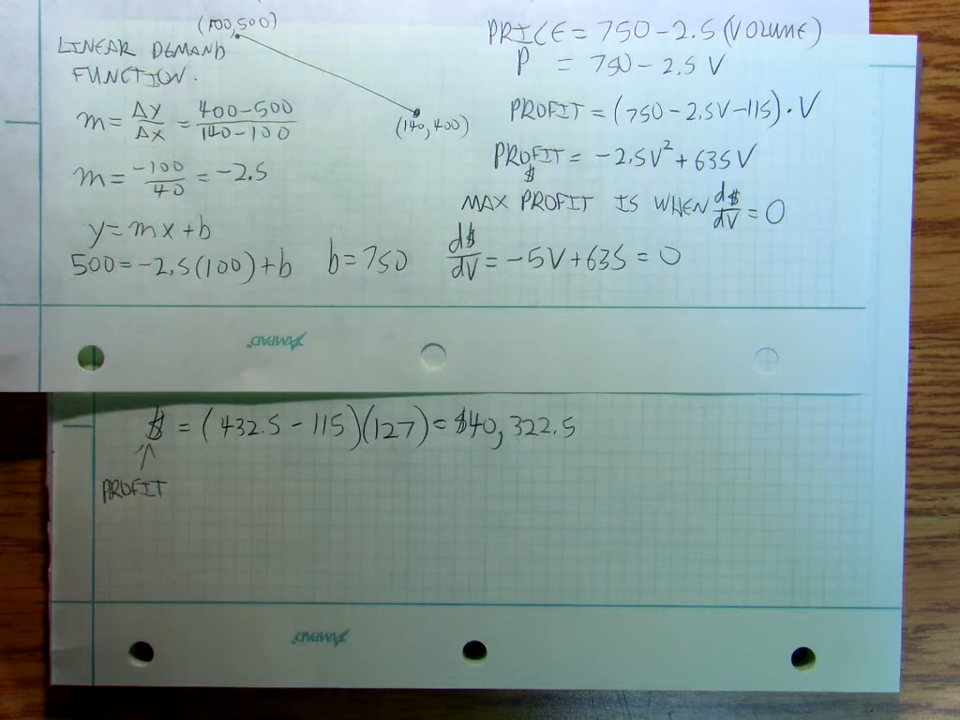 (100,500)
LINEAR DEMAND
FUNCTION.
(140,400)
m = Δy/Δx = 400-500/140-100
m = -100/40 = -2.5
y = mx + b
500 = -2.5(100) + b b = 750
PRICE = 750 - 2.5 (VOLUME)
P = 750 - 2.5 V
PROFIT = (750 - 2.5V - 115) · V
PROFIT = -2.5V² + 635V
$
MAX PROFIT IS WHEN d$/dV = 0
d$/dV = -5V + 635 = 0
AMPAD®
$ = (432.5 - 115)(127) = $40,322.5
PROFIT
AMPAD®